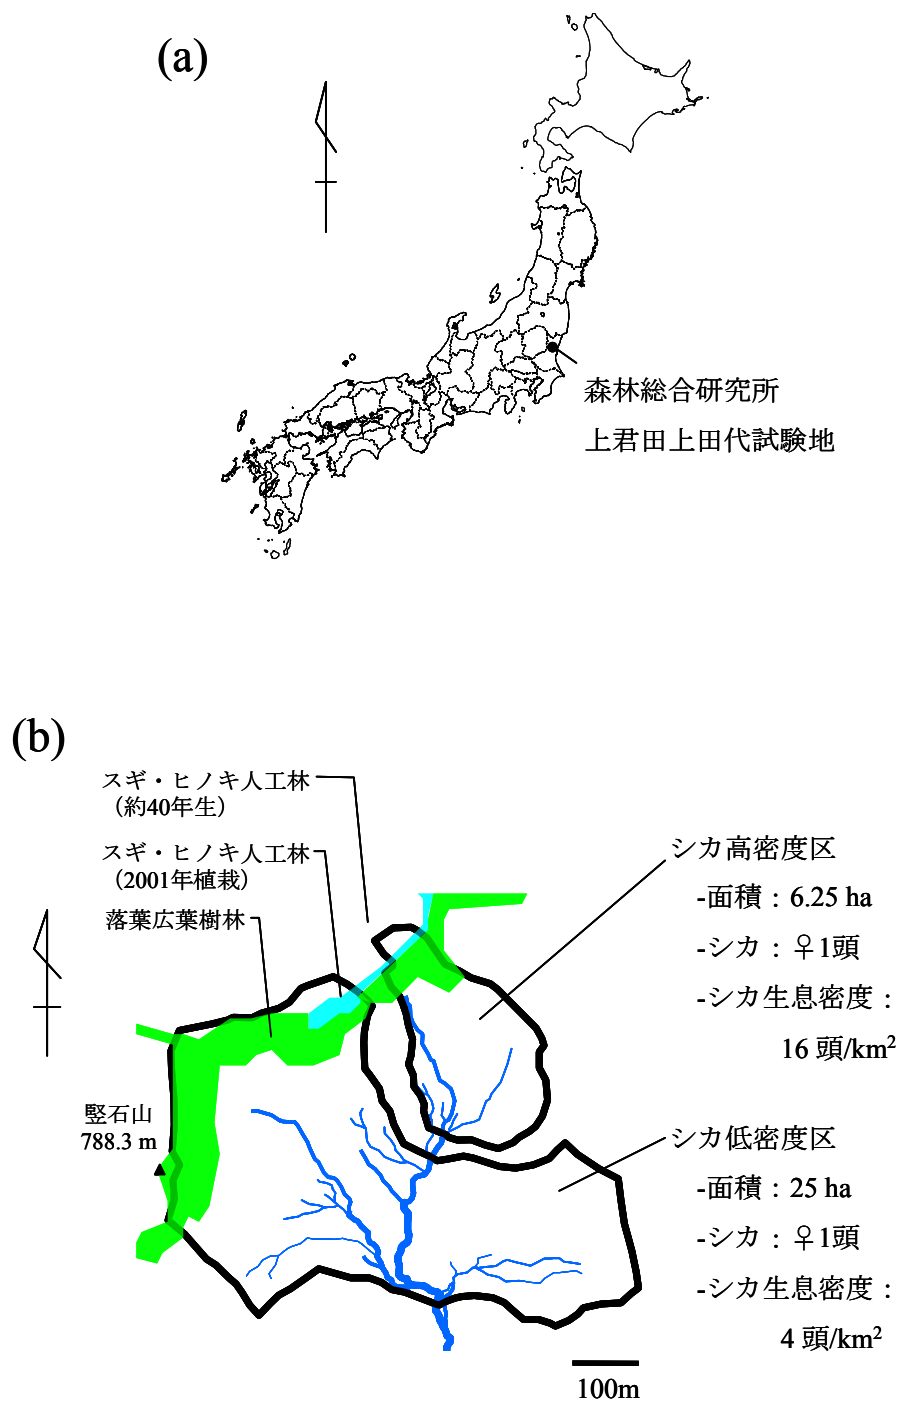 (a)
森林総合研究所
上君田上田代試験地
(b)
スギ・ヒノキ人工林
（約40年生）
スギ・ヒノキ人工林
（2001年植栽）
落葉広葉樹林
竪石山
788.3 m
シカ高密度区
-面積：6.25 ha
-シカ：♀1頭
-シカ生息密度：
16 頭/km²
シカ低密度区
-面積：25 ha
-シカ：♀1頭
-シカ生息密度：
4 頭/km²
100m